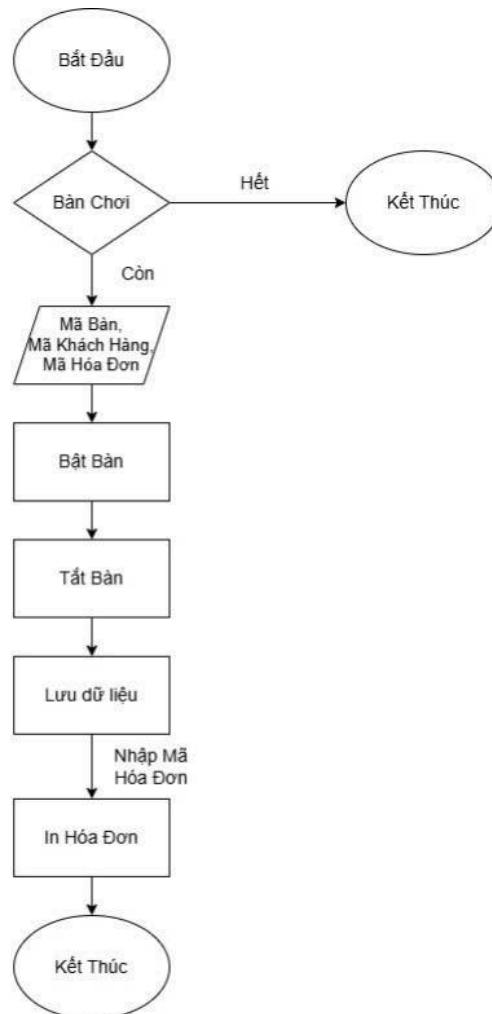 Bắt Đầu
Bàn Chơi
Hết
Kết Thúc
Còn
Mã Bàn,
Mã Khách Hàng,
Mã Hóa Đơn
Bật Bàn
Tắt Bàn
Lưu dữ liệu
Nhập Mã
Hóa Đơn
In Hóa Đơn
Kết Thúc